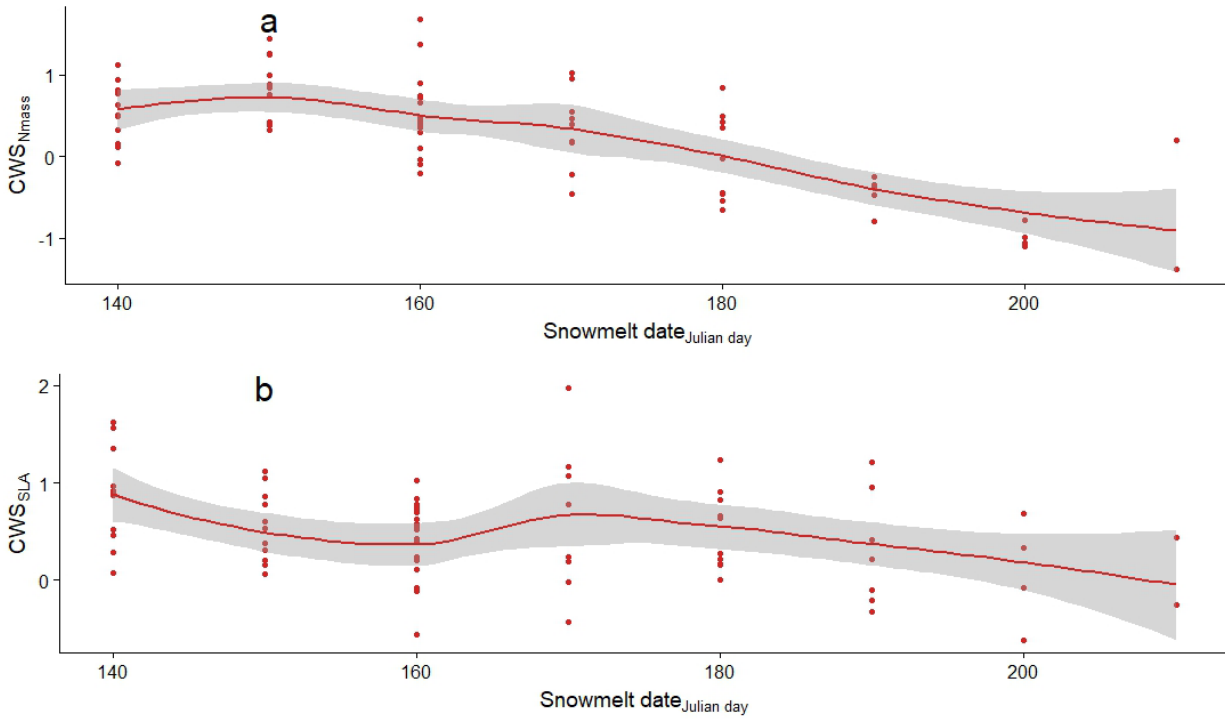 a
1
0
-1
CWSNmass
140 160 180 200
Snowmelt dateJulian day
b
2
1
0
CWSSLA
140 160 180 200
Snowmelt dateJulian day